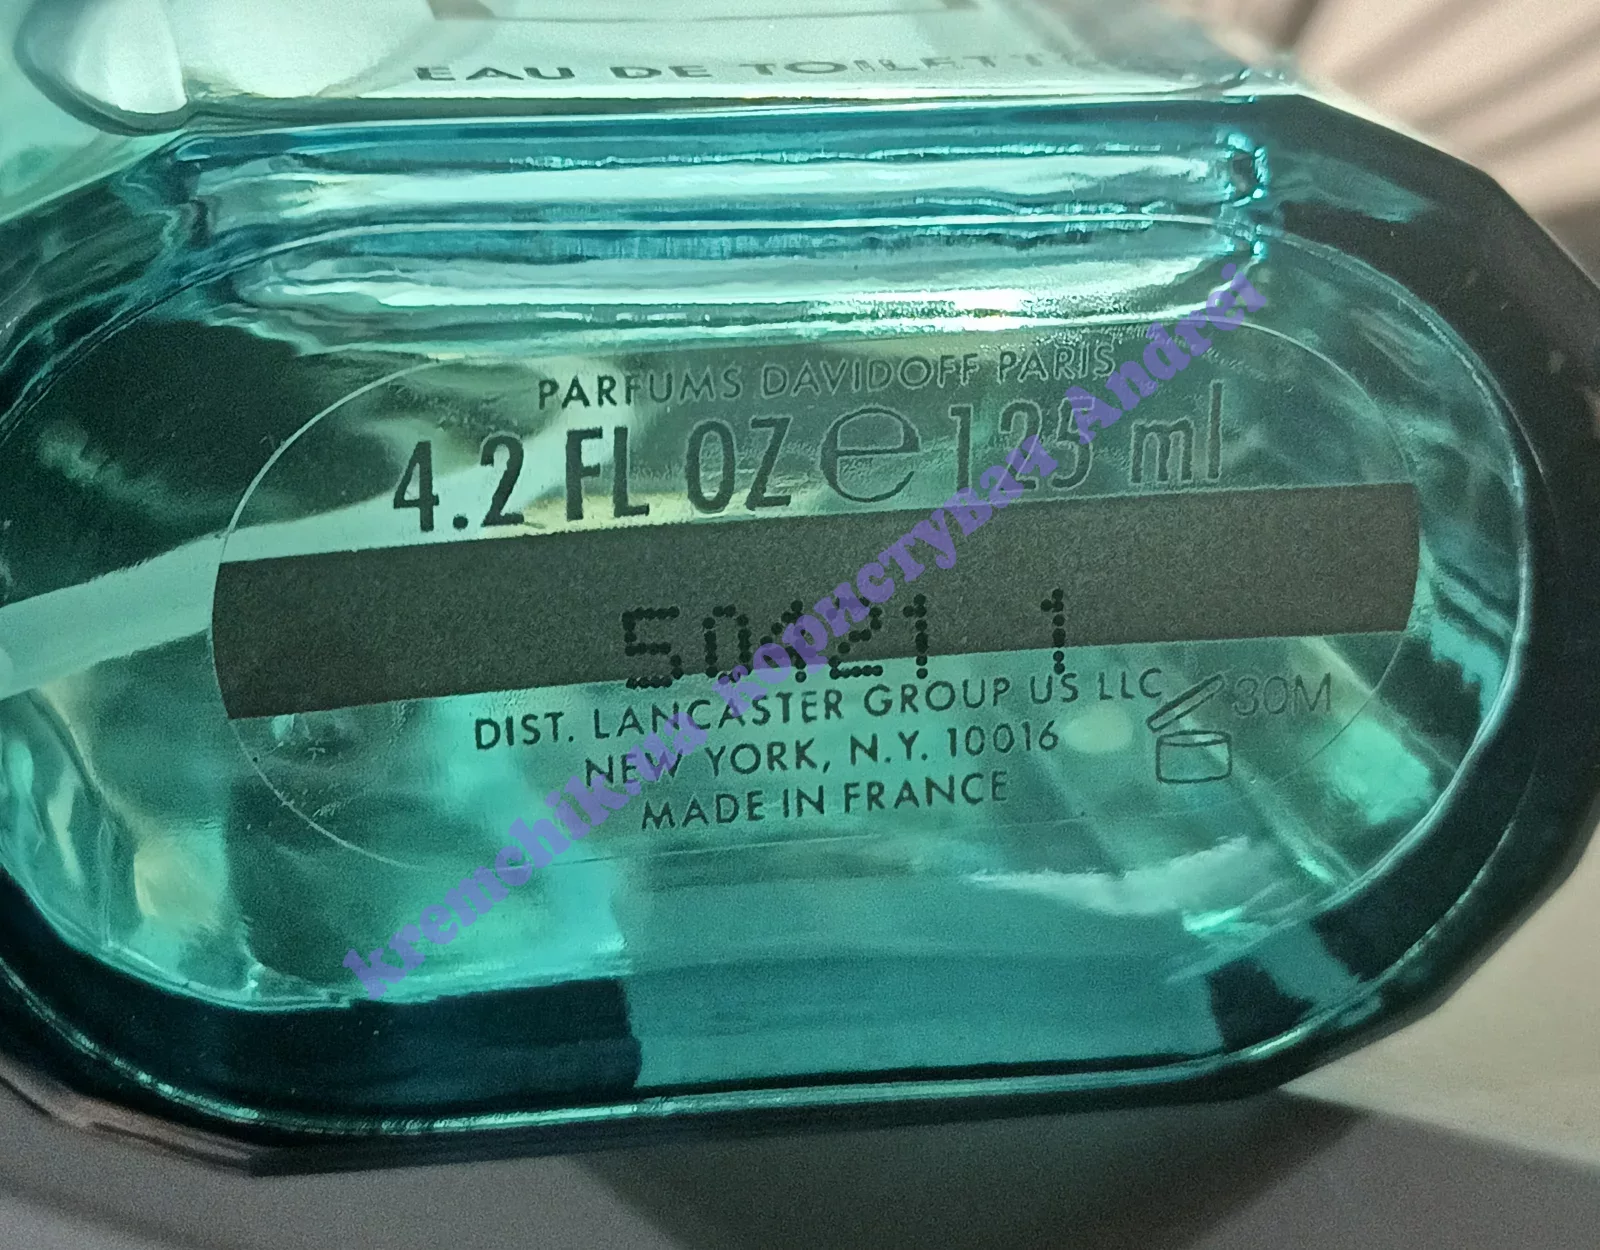 EAU DE TOILETTE
PARFUMS DAVIDOFF PARIS
4.2 FL OZ e 125 ml
50421 1
DIST. LANCASTER GROUP US LLC
NEW YORK, N.Y. 10016
MADE IN FRANCE
30M
kremchik.ua користувач Andrei